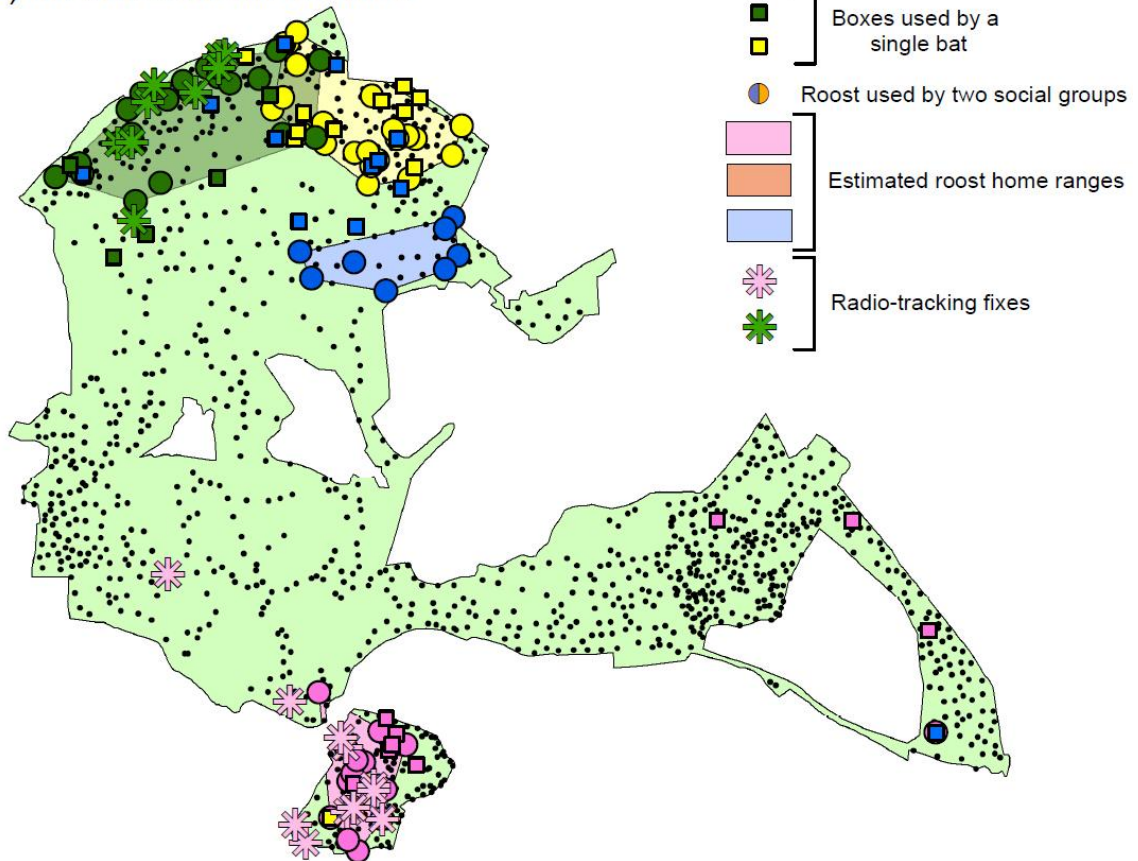 Boxes used by a
single bat
Roost used by two social groups
Estimated roost home ranges
Radio-tracking fixes